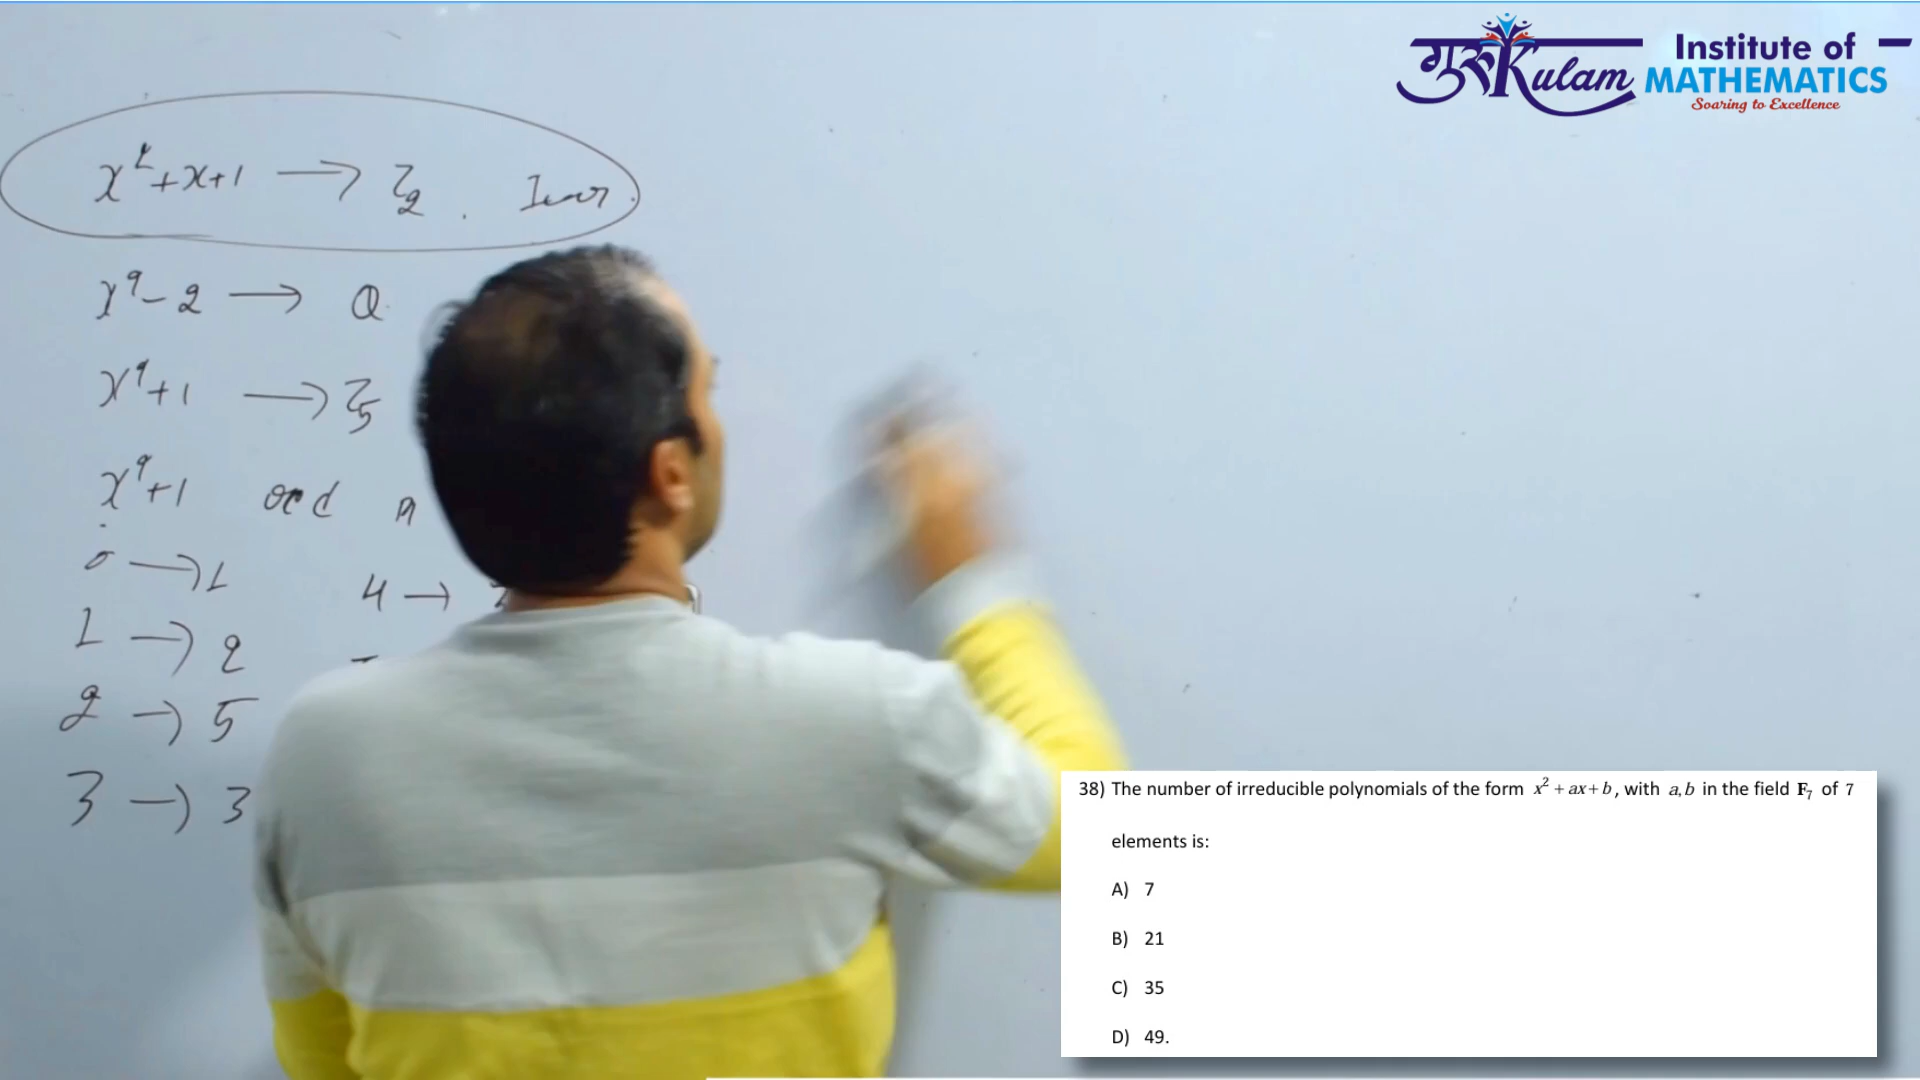 गुरुKulam
Institute of
MATHEMATICS
Soaring to Excellence
x²+x+1 → Z₂ . Irr.
x⁹-2 → Q
x⁹+1 → Z₅
x⁹+1 ord n
0 → 1
4 →
1 → 2
2 → 5
3 → 3
38) The number of irreducible polynomials of the form x² + ax + b, with a, b in the field F₇ of 7
elements is:
A) 7
B) 21
C) 35
D) 49.